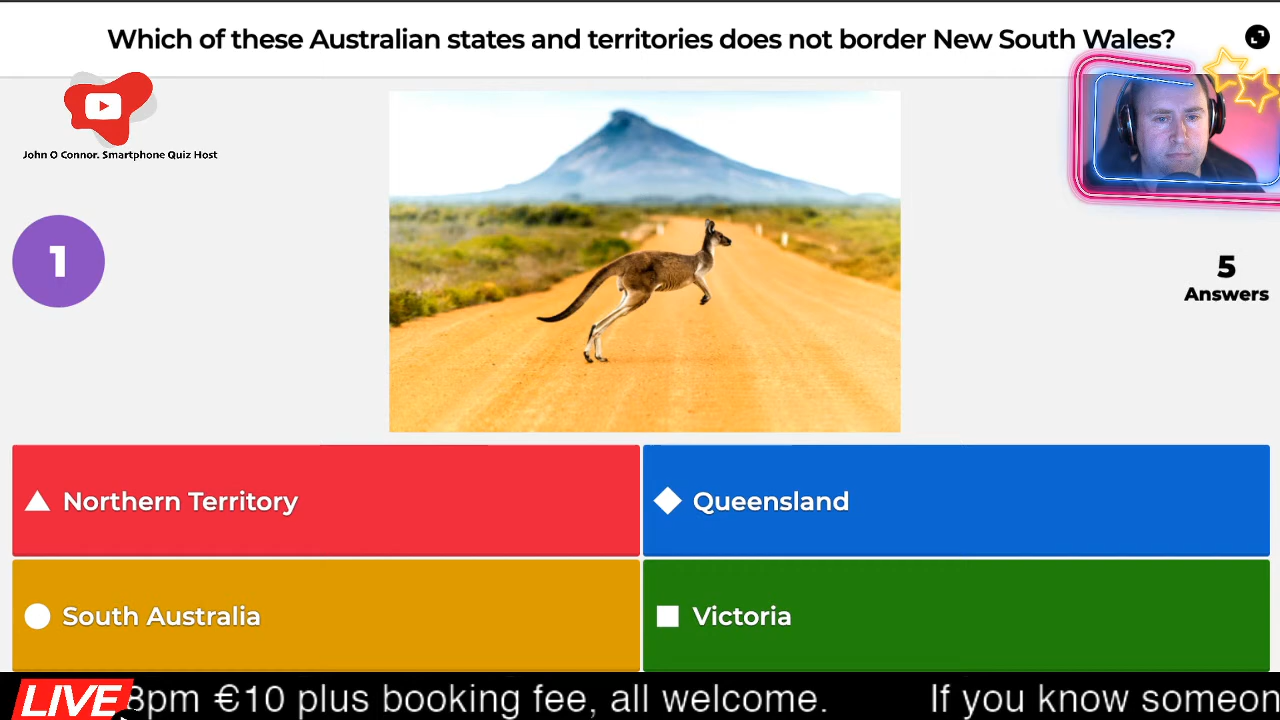 Which of these Australian states and territories does not border New South Wales?
John O Connor. Smartphone Quiz Host
1
5
Answers
Northern Territory
Queensland
South Australia
Victoria
LIVE
8pm €10 plus booking fee, all welcome. If you know someon